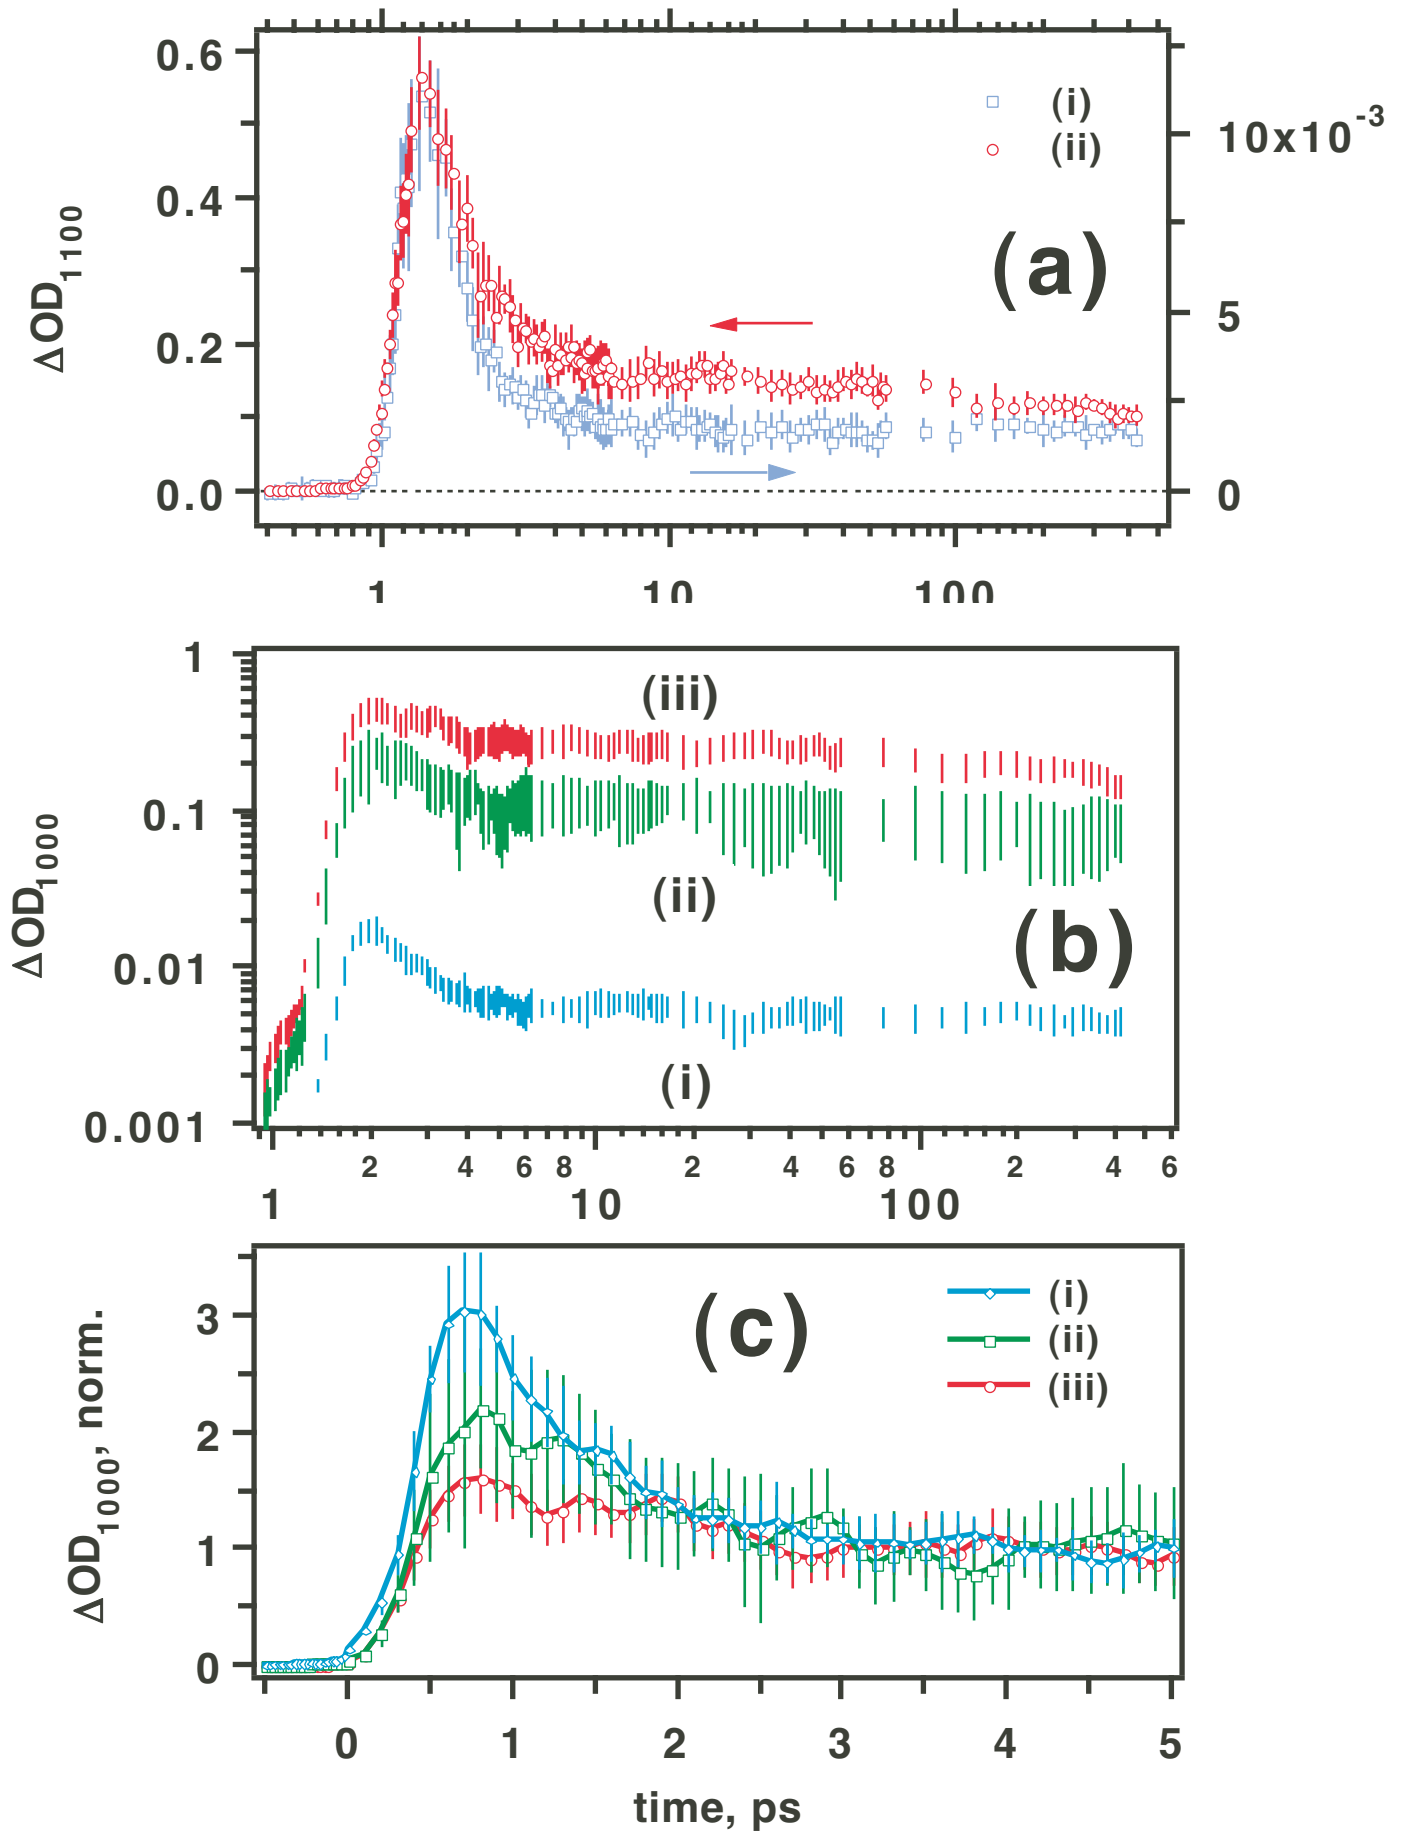 0.6
0.4
0.2
0.0
ΔOD1100
(i)
(ii)
10x10-3
5
0
(a)
1 10 100
1
0.1
0.01
0.001
ΔOD1000
(iii)
(ii)
(i)
(b)
2 4 6 8 2 4 6 8 2 4 6
1 10 100
3
2
1
0
ΔOD1000, norm.
(c)
(i)
(ii)
(iii)
0 1 2 3 4 5
time, ps